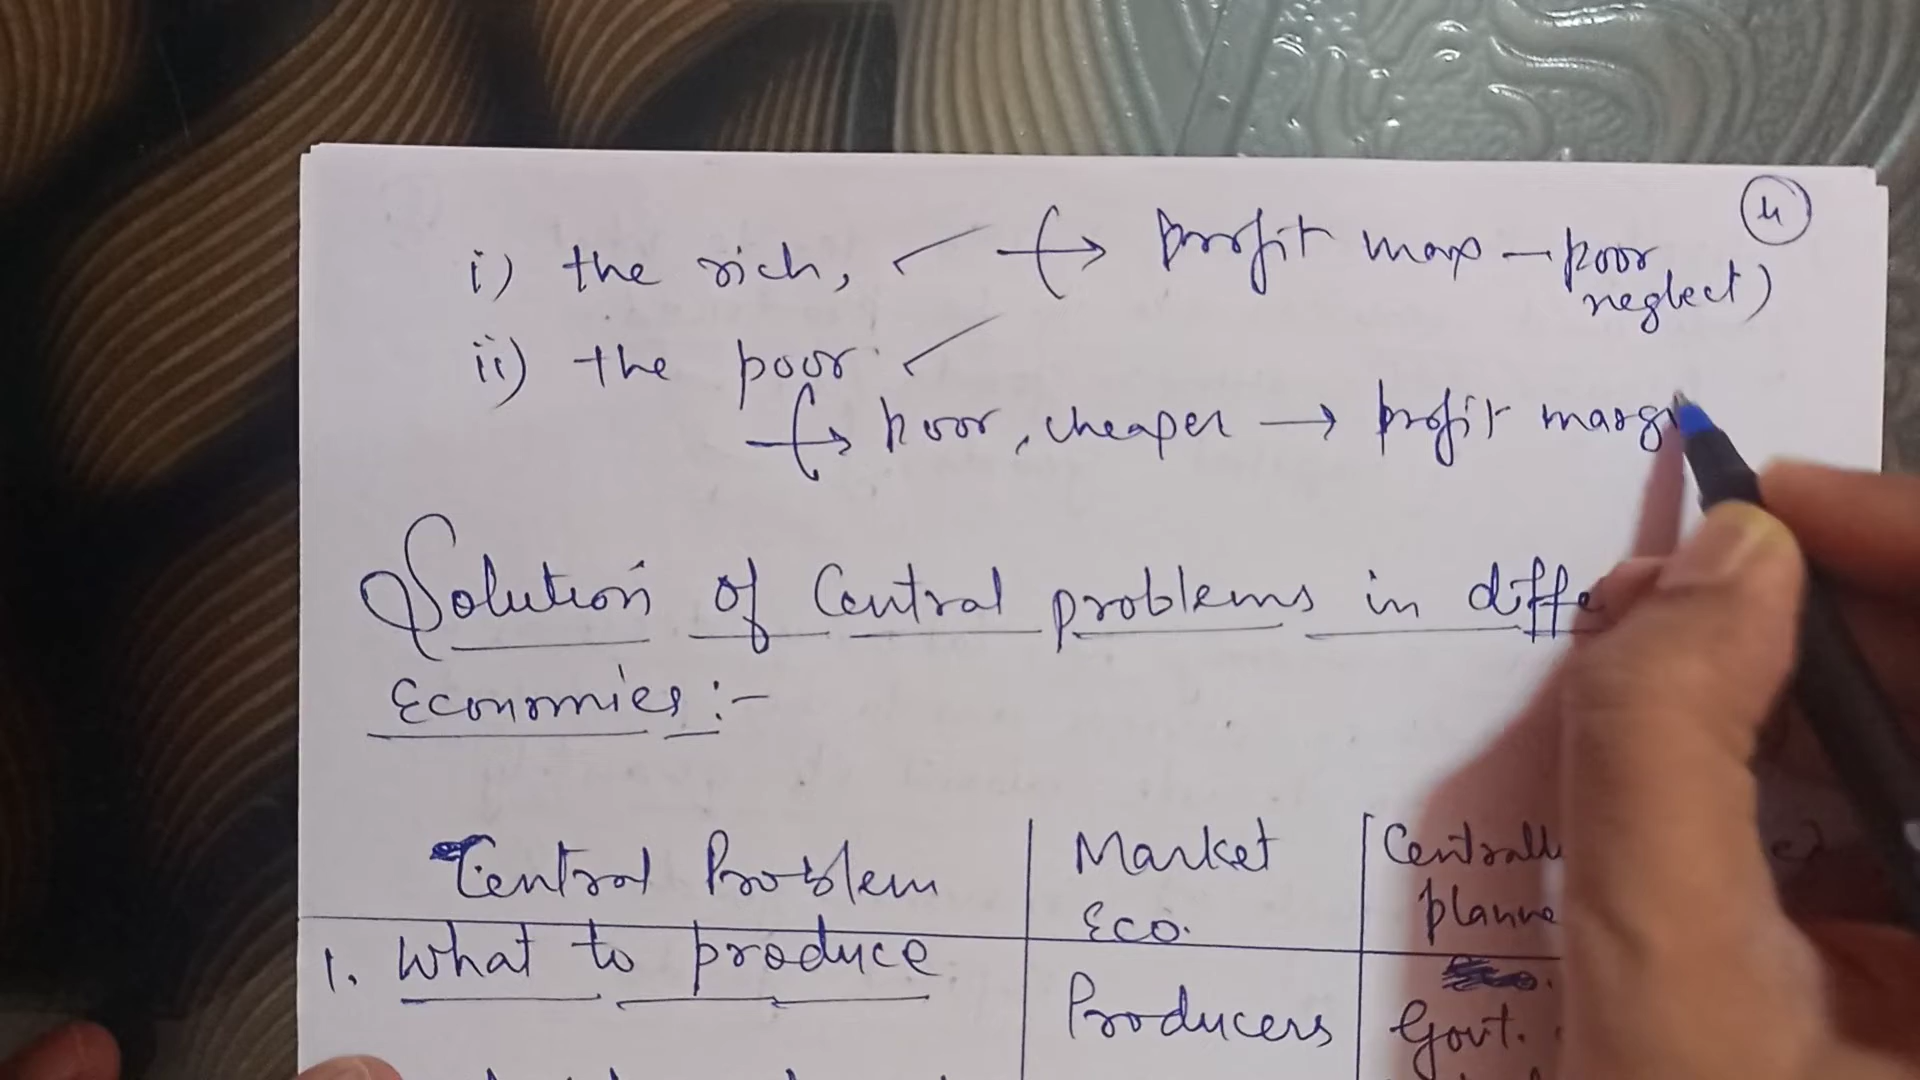 4
i) the rich, → profit max – poor neglect)
ii) the poor
→ poor, cheaper → profit marg
Solution of Central problems in diffe
Economies :-
Central Problem | Market Eco. | Centrall planne
1. What to produce | Producers | Govt.